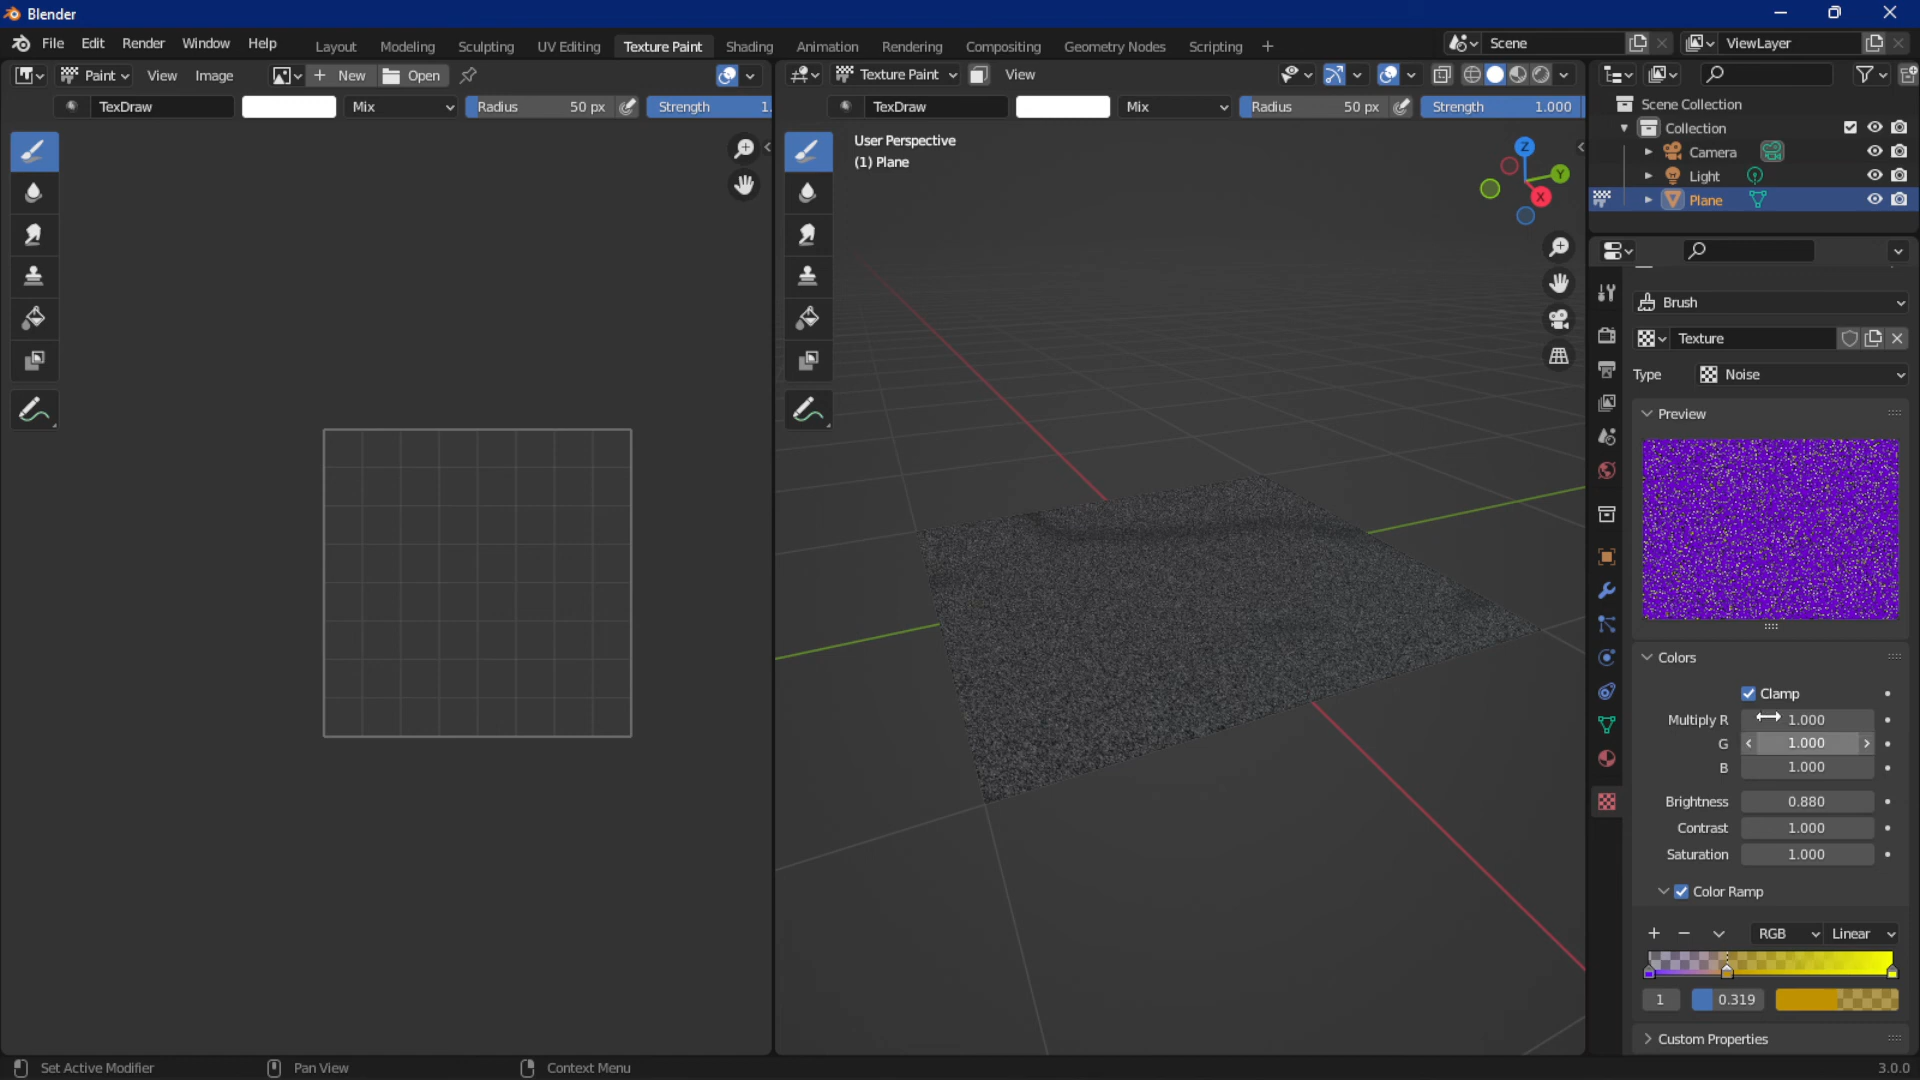 Blender
File Edit Render Window Help Layout Modeling Sculpting UV Editing Texture Paint Shading Animation Rendering Compositing Geometry Nodes Scripting + Scene ViewLayer
Paint View Image + New Open Texture Paint View
TexDraw Mix Radius 50 px Strength 1. TexDraw Mix Radius 50 px Strength 1.000
User Perspective
(1) Plane
Z
Y
X
Scene Collection
Collection
Camera
Light
Plane
Brush
Texture
Type Noise
Preview
Colors
Clamp
Multiply R 1.000
G 1.000
B 1.000
Brightness 0.880
Contrast 1.000
Saturation 1.000
Color Ramp
+ − RGB Linear
1 0.319
Custom Properties
Set Active Modifier Pan View Context Menu 3.0.0